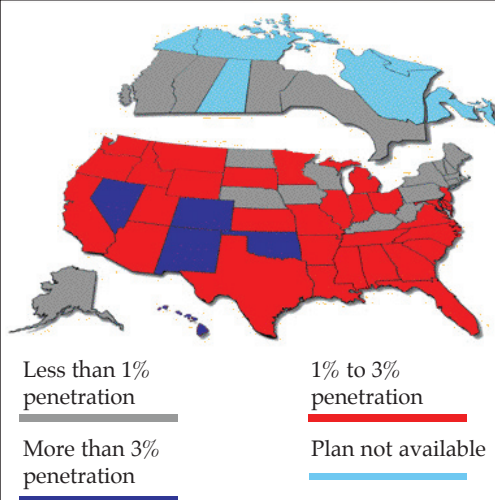 Less than 1%
penetration
1% to 3%
penetration
More than 3%
penetration
Plan not available